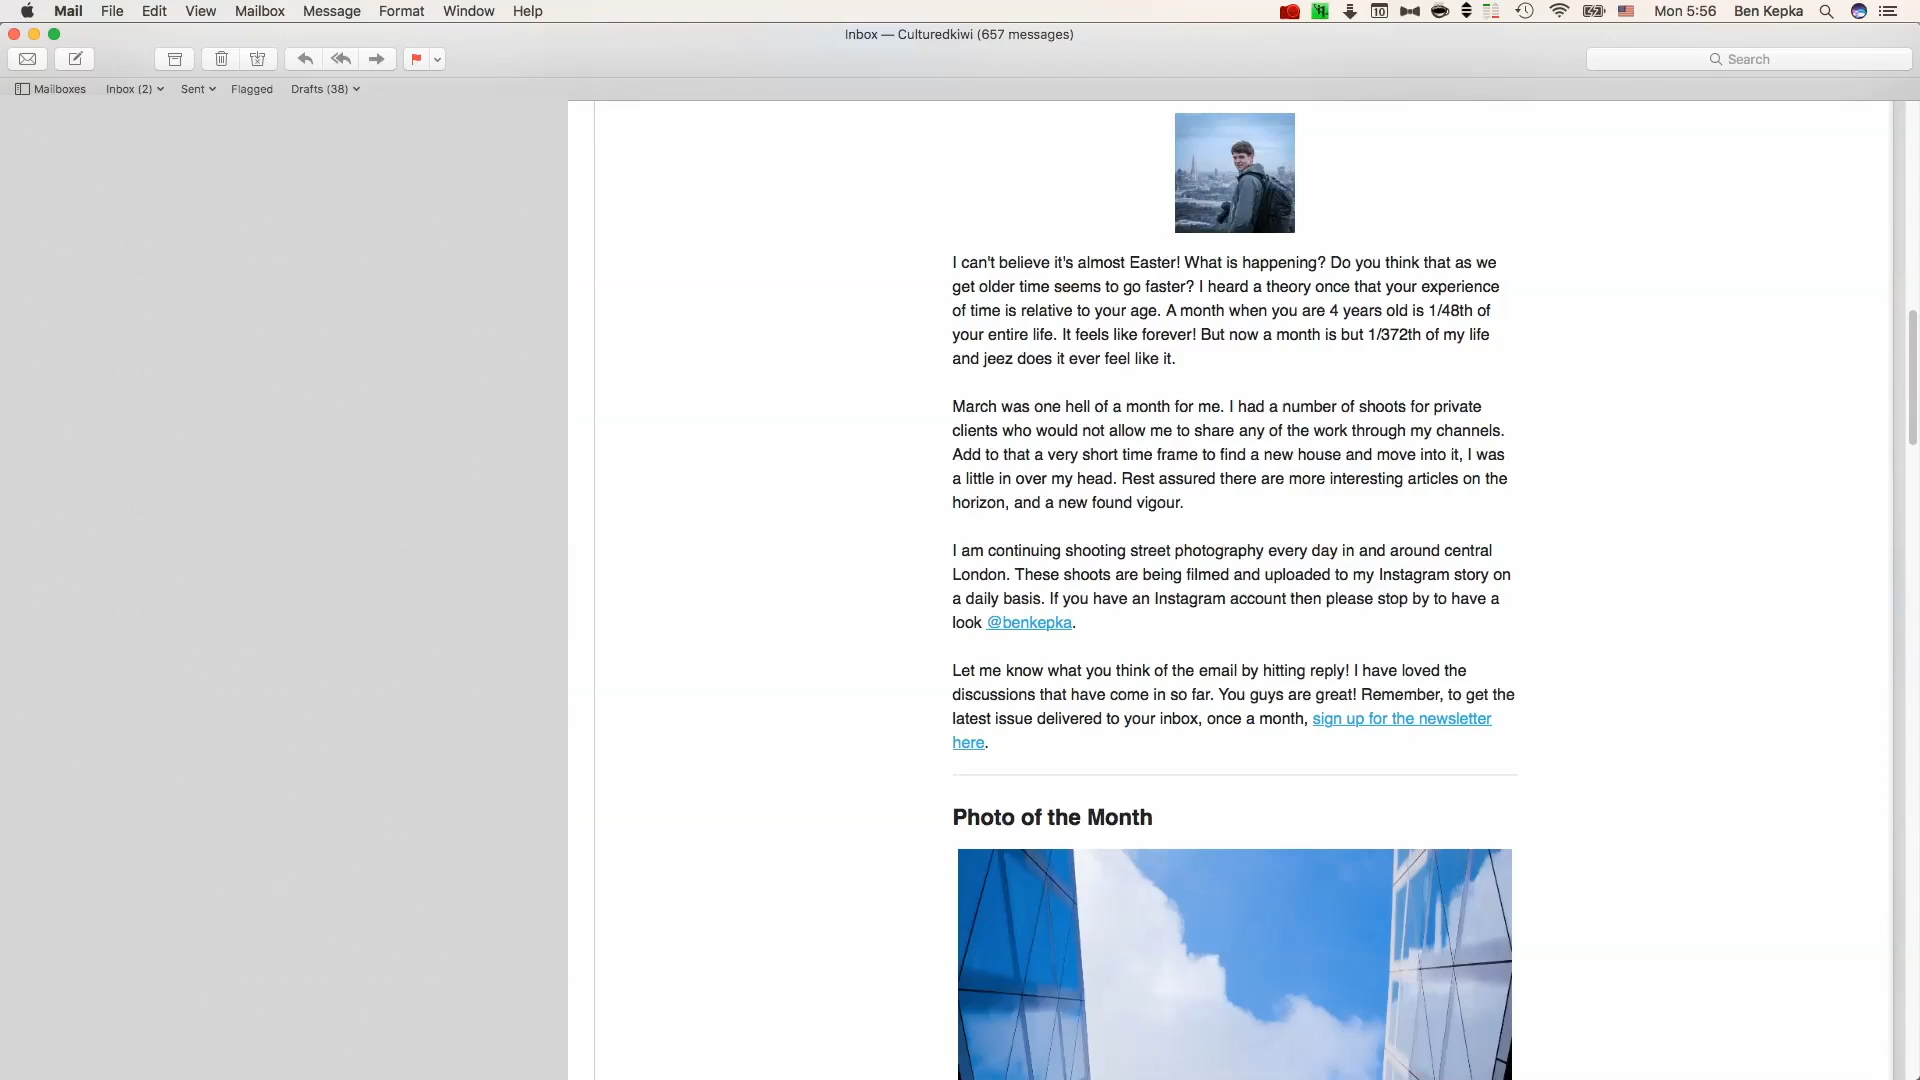 Mail File Edit View Mailbox Message Format Window Help 10 Mon 5:56 Ben Kepka
Inbox — Culturedkiwi (657 messages)
Search
Mailboxes Inbox (2) Sent Flagged Drafts (38)
I can't believe it's almost Easter! What is happening? Do you think that as we
get older time seems to go faster? I heard a theory once that your experience
of time is relative to your age. A month when you are 4 years old is 1/48th of
your entire life. It feels like forever! But now a month is but 1/372th of my life
and jeez does it ever feel like it.
March was one hell of a month for me. I had a number of shoots for private
clients who would not allow me to share any of the work through my channels.
Add to that a very short time frame to find a new house and move into it, I was
a little in over my head. Rest assured there are more interesting articles on the
horizon, and a new found vigour.
I am continuing shooting street photography every day in and around central
London. These shoots are being filmed and uploaded to my Instagram story on
a daily basis. If you have an Instagram account then please stop by to have a
look @benkepka.
Let me know what you think of the email by hitting reply! I have loved the
discussions that have come in so far. You guys are great! Remember, to get the
latest issue delivered to your inbox, once a month, sign up for the newsletter
here.
Photo of the Month